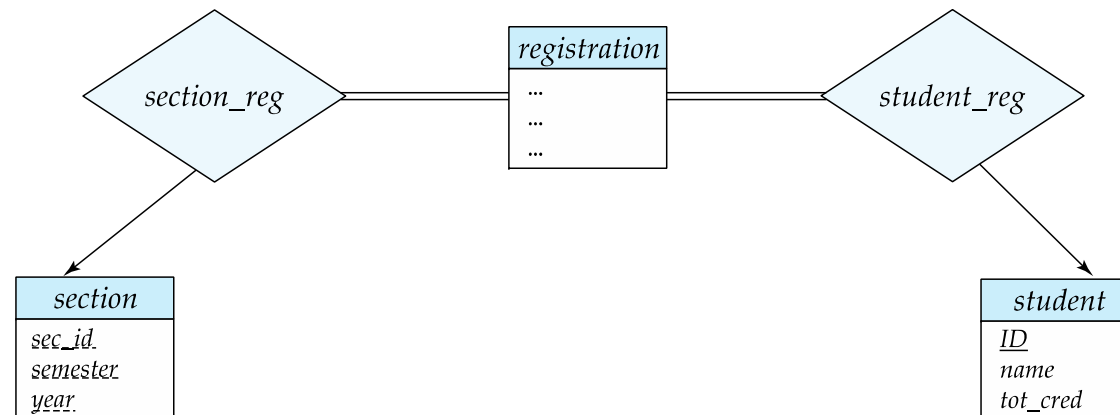 section_reg
registration
...
...
...
student_reg
section
sec_id
semester
year
student
ID
name
tot_cred